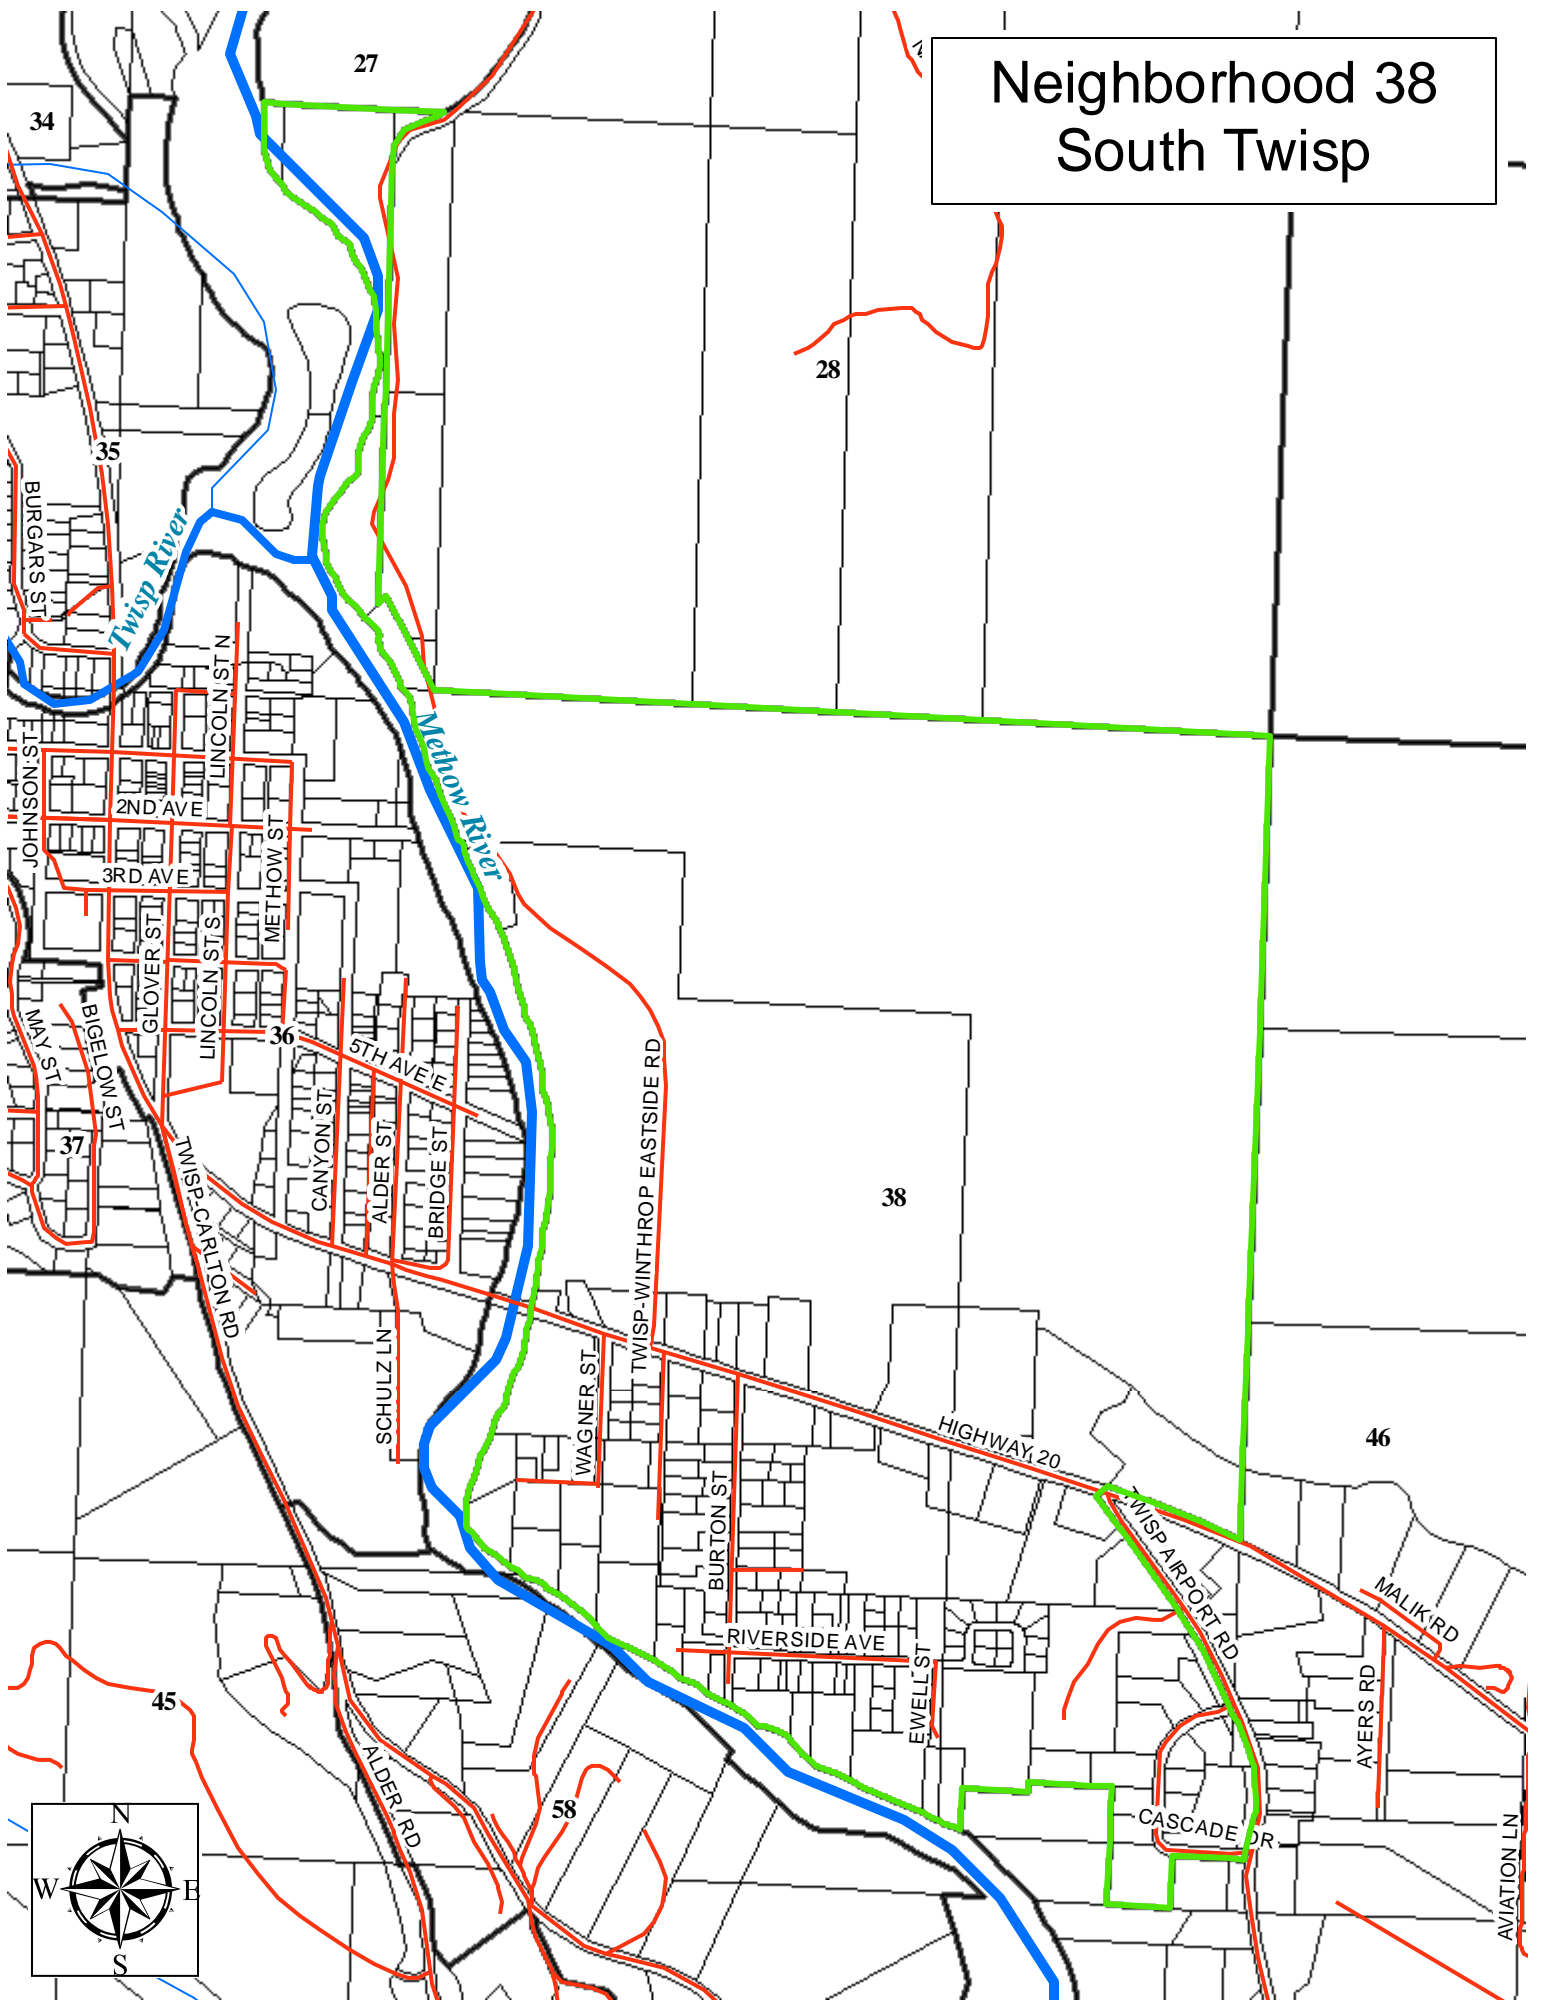 Neighborhood 38
South Twisp
27
34
28
35
BURGARS ST
Twisp River
LINCOLN ST N
Methow River
JOHNSON ST
2ND AVE
METHOW ST
3RD AVE
GLOVER ST
LINCOLN ST S
MAY ST
BIGELOW ST
36
5TH AVE E
37
CANYON ST
ALDER ST
BRIDGE ST
TWISP-WINTHROP EASTSIDE RD
38
TWISP-CARLTON RD
SCHULZ LN
WAGNER ST
HIGHWAY 20
46
BURTON ST
TWISP AIRPORT RD
MALIK RD
RIVERSIDE AVE
EWELL ST
AYERS RD
45
ALDER RD
58
CASCADE DR
AVIATION LN
N
W
E
S